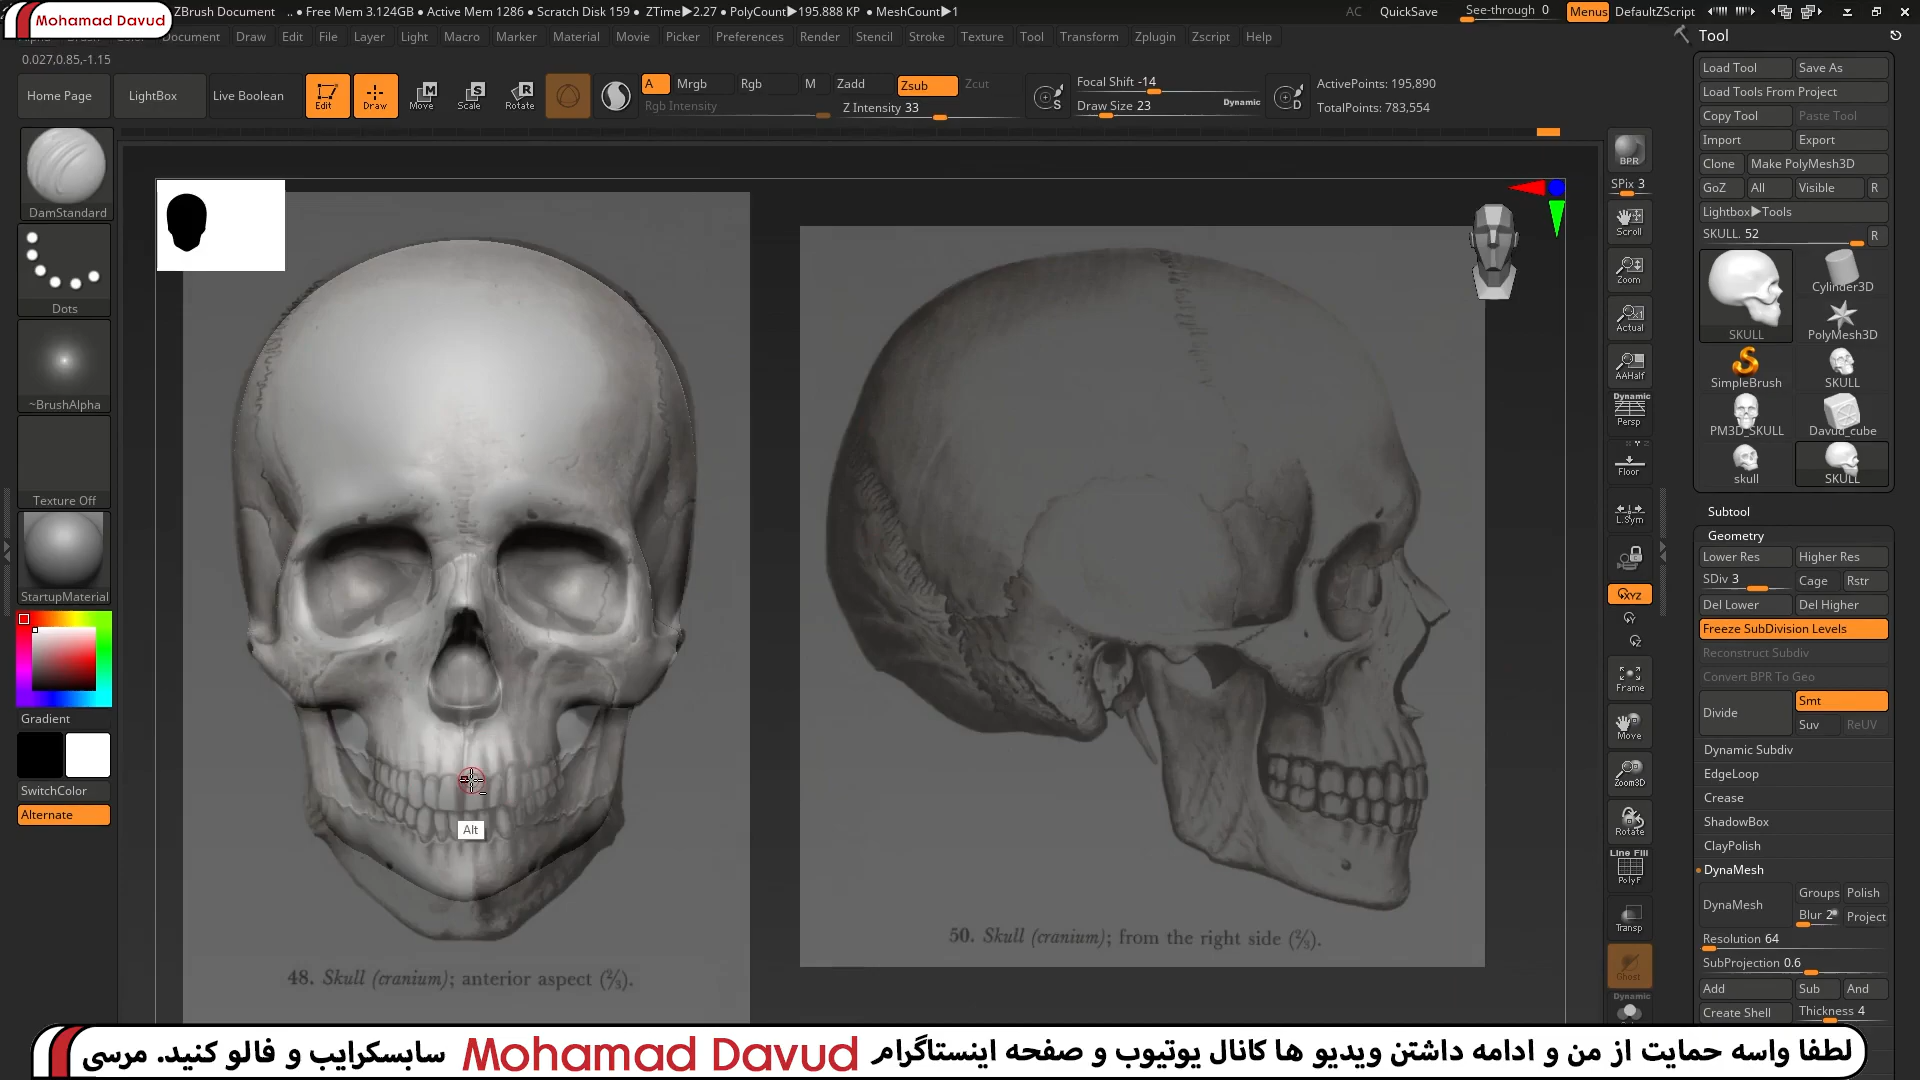 Mohamad Davud
ZBrush Document .. • Free Mem 3.124GB • Active Mem 1286 • Scratch Disk 159 • ZTime▶2.27 • PolyCount▶195.888 KP • MeshCount▶1
AC QuickSave See-through 0 Menus DefaultZScript
Document Draw Edit File Layer Light Macro Marker Material Movie Picker Preferences Render Stencil Stroke Texture Tool Transform Zplugin Zscript Help
Tool
0.027,0.85,-1.15
Home Page LightBox Live Boolean Edit Draw Move Scale Rotate
A Mrgb Rgb M Zadd Zsub Zcut
Rgb Intensity Z Intensity 33
S Focal Shift -14
Draw Size 23 Dynamic
D ActivePoints: 195,890
TotalPoints: 783,554
DamStandard
Dots
~BrushAlpha
Texture Off
StartupMaterial
Gradient
SwitchColor
Alternate
Alt
48. Skull (cranium); anterior aspect (⅔).
50. Skull (cranium); from the right side (⅔).
BPR
SPix 3
Scroll
Zoom
Actual
AAHalf
Dynamic
Persp
Floor
L.Sym
XYZ
Frame
Move
Zoom3D
Rotate
Line Fill
PolyF
Transp
Ghost
Dynamic
Load Tool Save As
Load Tools From Project
Copy Tool Paste Tool
Import Export
Clone Make PolyMesh3D
GoZ All Visible R
Lightbox▶Tools
SKULL. 52 R
SKULL Cylinder3D
PolyMesh3D
SimpleBrush SKULL
PM3D_SKULL Davud_cube
skull SKULL
Subtool
Geometry
Lower Res Higher Res
SDiv 3 Cage Rstr
Del Lower Del Higher
Freeze SubDivision Levels
Reconstruct Subdiv
Convert BPR To Geo
Divide Smt
Suv ReUV
Dynamic Subdiv
EdgeLoop
Crease
ShadowBox
ClayPolish
DynaMesh
DynaMesh Groups Polish
Blur 2 Project
Resolution 64
SubProjection 0.6
Add Sub And
Create Shell Thickness 4
لطفا واسه حمایت از من و ادامه داشتن ویدیو ها کانال یوتیوب و صفحه اینستاگرام Mohamad Davud سابسکرایب و فالو کنید. مرسی